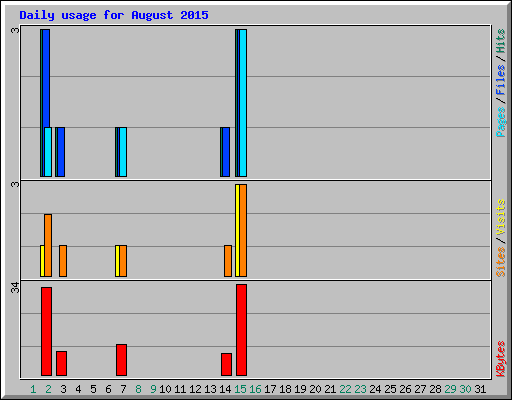 Daily usage for August 2015
3
3
34
Pages / Files / Hits
Sites / Visits
KBytes
1 2 3 4 5 6 7 8 9 10 11 12 13 14 15 16 17 18 19 20 21 22 23 24 25 26 27 28 29 30 31